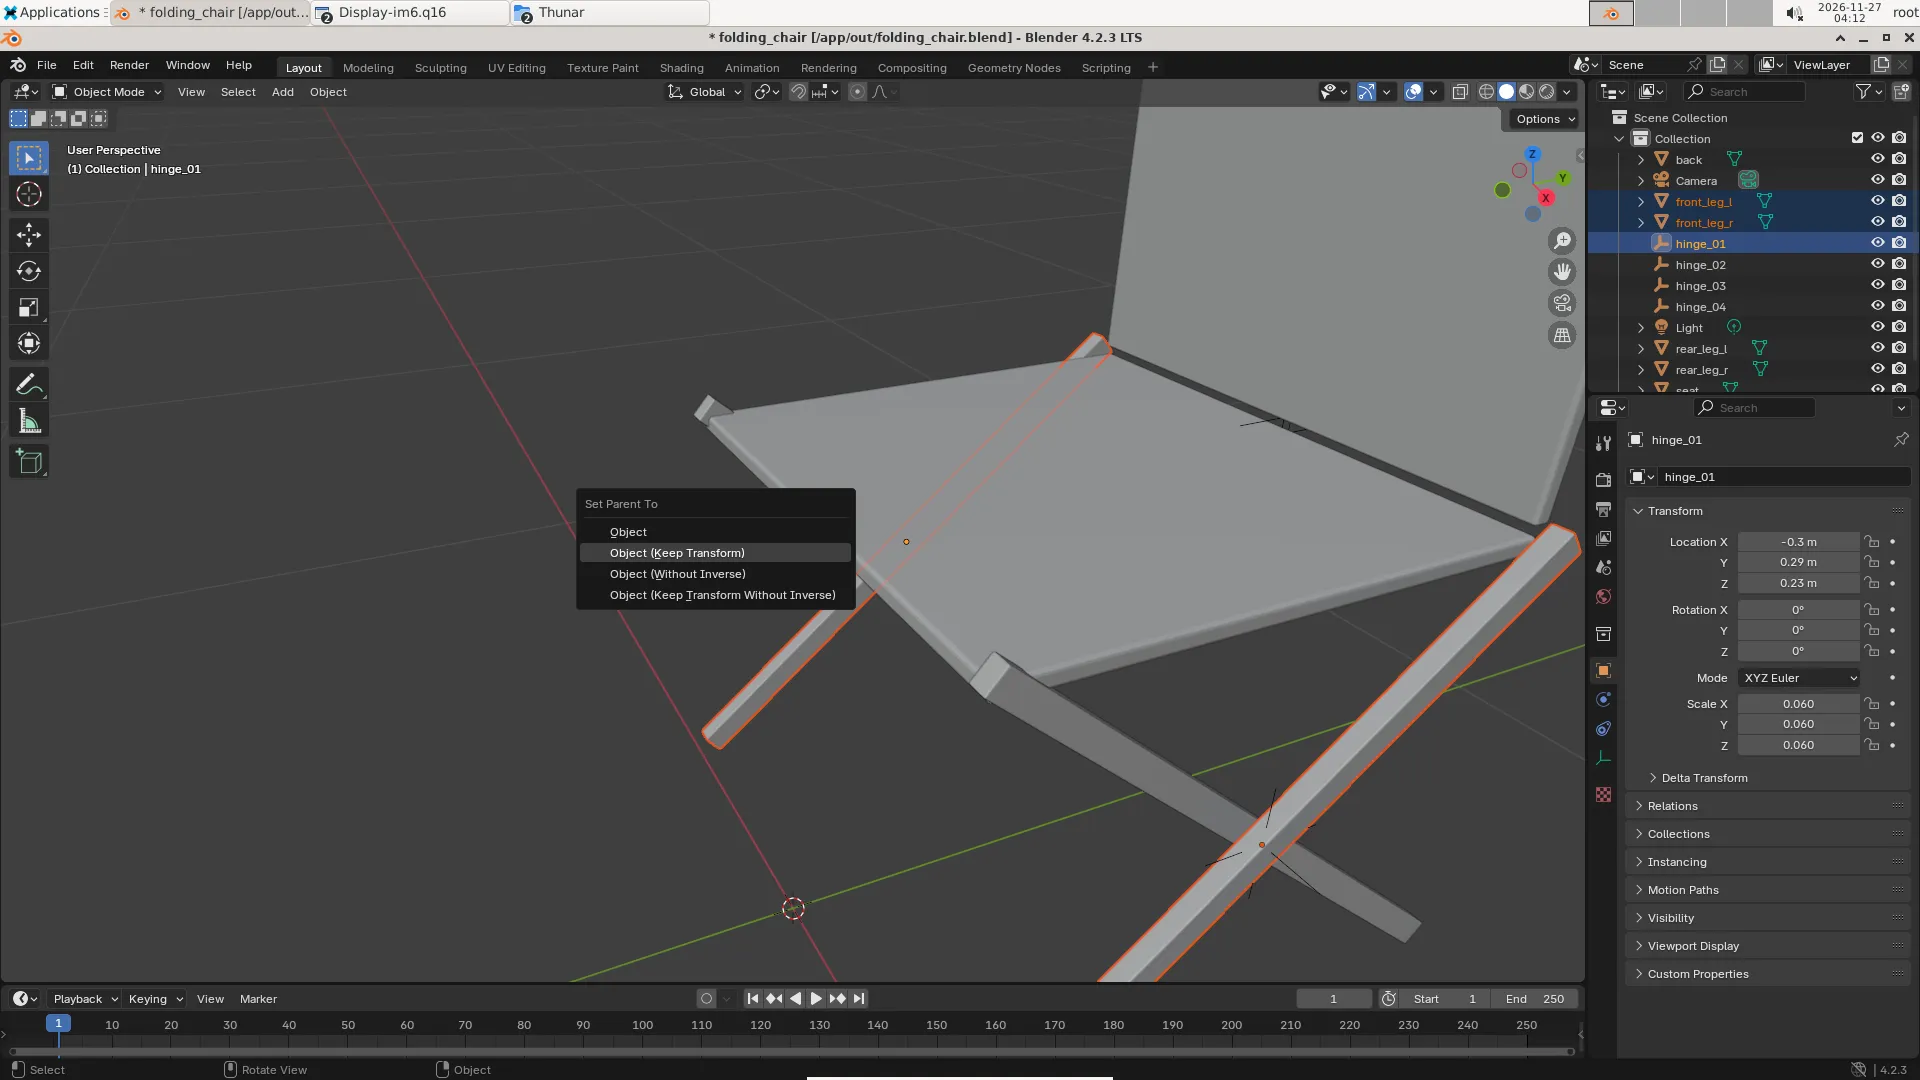 Applications
* folding_chair [/app/out...
Display-im6.q16
Thunar
2026-11-27
04:12
root
* folding_chair [/app/out/folding_chair.blend] - Blender 4.2.3 LTS
File Edit Render Window Help
Layout Modeling Sculpting UV Editing Texture Paint Shading Animation Rendering Compositing Geometry Nodes Scripting
Scene
ViewLayer
Object Mode
View Select Add Object
Global
Search
Options
User Perspective
(1) Collection | hinge_01
Z
Y
X
Scene Collection
Collection
back
Camera
front_leg_l
front_leg_r
hinge_01
hinge_02
hinge_03
hinge_04
Light
rear_leg_l
rear_leg_r
seat
Set Parent To
Object
Object (Keep Transform)
Object (Without Inverse)
Object (Keep Transform Without Inverse)
Search
hinge_01
hinge_01
Transform
Location X -0.3 m
Y 0.29 m
Z 0.23 m
Rotation X 0°
Y 0°
Z 0°
Mode XYZ Euler
Scale X 0.060
Y 0.060
Z 0.060
Delta Transform
Relations
Collections
Instancing
Motion Paths
Visibility
Viewport Display
Custom Properties
Playback Keying View Marker
1
Start 1
End 250
1 10 20 30 40 50 60 70 80 90 100 110 120 130 140 150 160 170 180 190 200 210 220 230 240 250
Select
Rotate View
Object
4.2.3